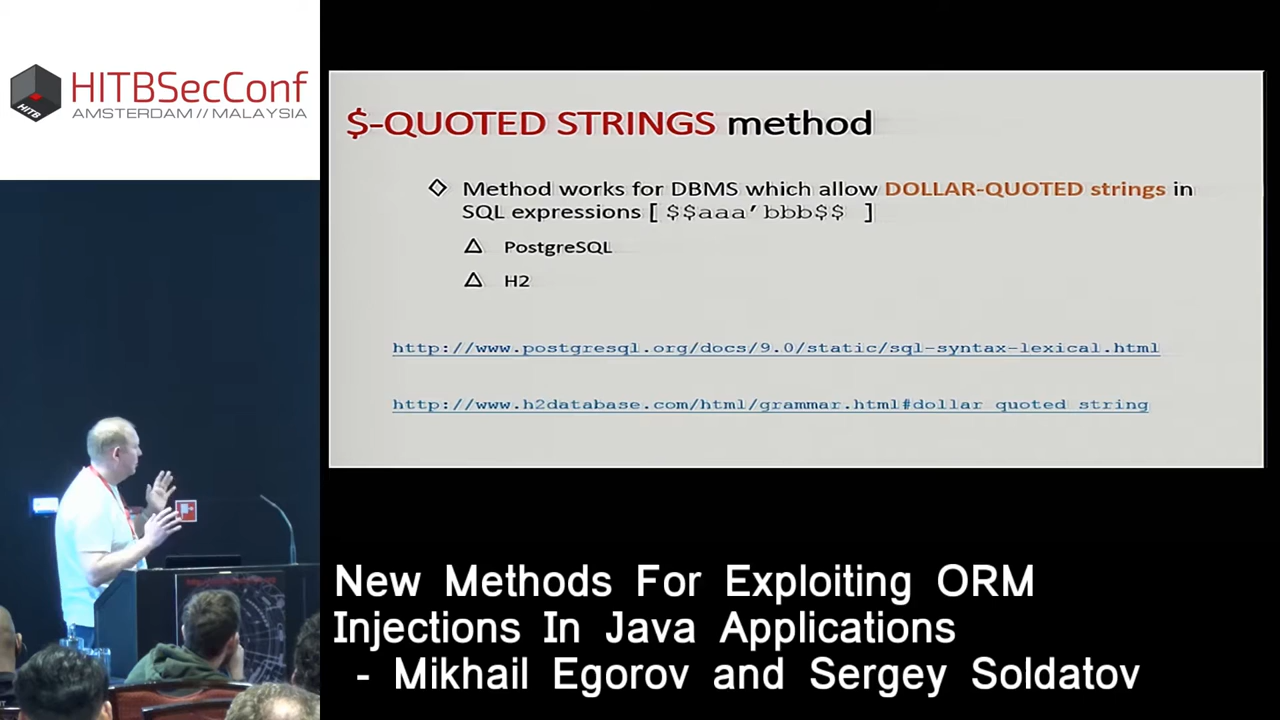 HITBSecConf
AMSTERDAM // MALAYSIA
HITB
$-QUOTED STRINGS method
Method works for DBMS which allow DOLLAR-QUOTED strings in
SQL expressions [ $$aaa'bbb$$ ]
PostgreSQL
H2
http://www.postgresql.org/docs/9.0/static/sql-syntax-lexical.html
http://www.h2database.com/html/grammar.html#dollar_quoted_string
New Methods For Exploiting ORM
Injections In Java Applications
- Mikhail Egorov and Sergey Soldatov